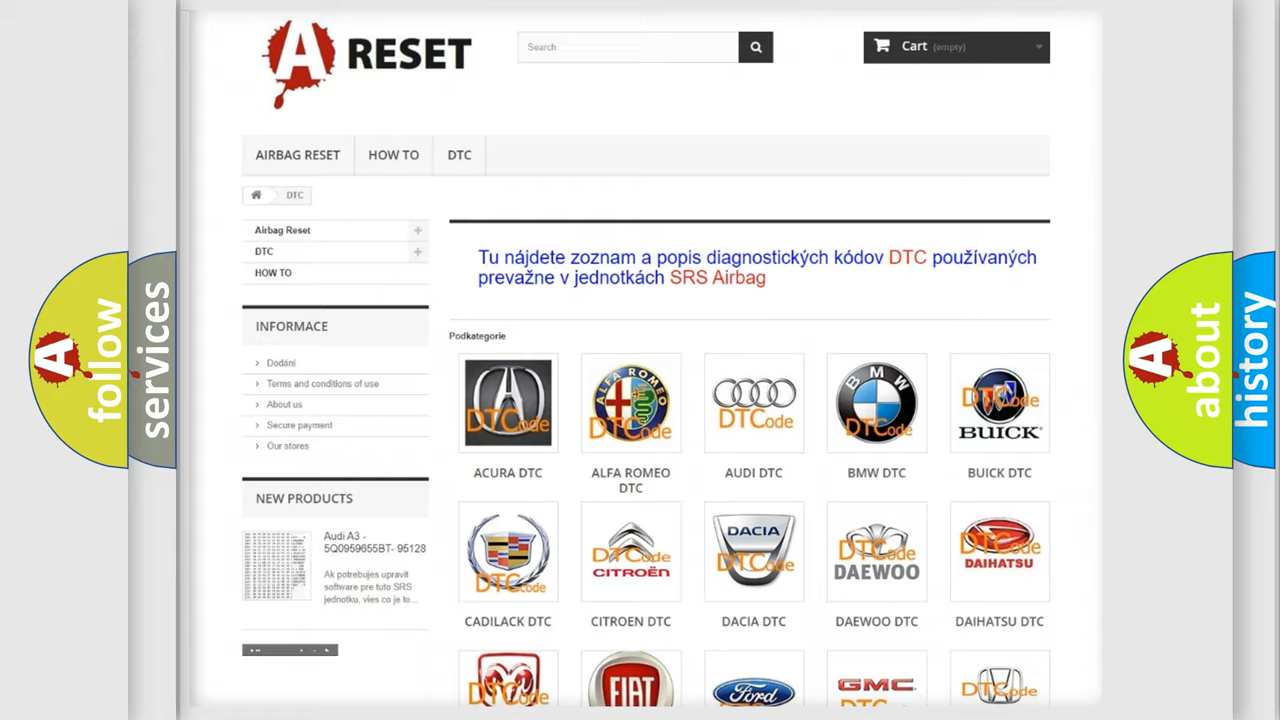 A RESET
Search
Cart (empty)
AIRBAG RESET
HOW TO
DTC
DTC
Airbag Reset
DTC
HOW TO
INFORMACE
Dodání
Terms and conditions of use
About us
Secure payment
Our stores
NEW PRODUCTS
Audi A3 -
5Q0959655BT- 95128
Ak potrebujes upravit
software pre tuto SRS
jednotku, vies co je to...
Tu nájdete zoznam a popis diagnostických kódov DTC používaných
prevažne v jednotkách SRS Airbag
Podkategorie
DTCode
ALFA ROMEO
DTCode
DTCode
BMW
DTCode
DTCode
BUICK
ACURA DTC
ALFA ROMEO
DTC
AUDI DTC
BMW DTC
BUICK DTC
DTCode
DTCode
CITROËN
DACIA
DTCode
DTCode
DAEWOO
DTCode
DAIHATSU
CADILACK DTC
CITROEN DTC
DACIA DTC
DAEWOO DTC
DAIHATSU DTC
DTCode
FIAT
Ford
GMC
DTCode
A follow
services
A about
history